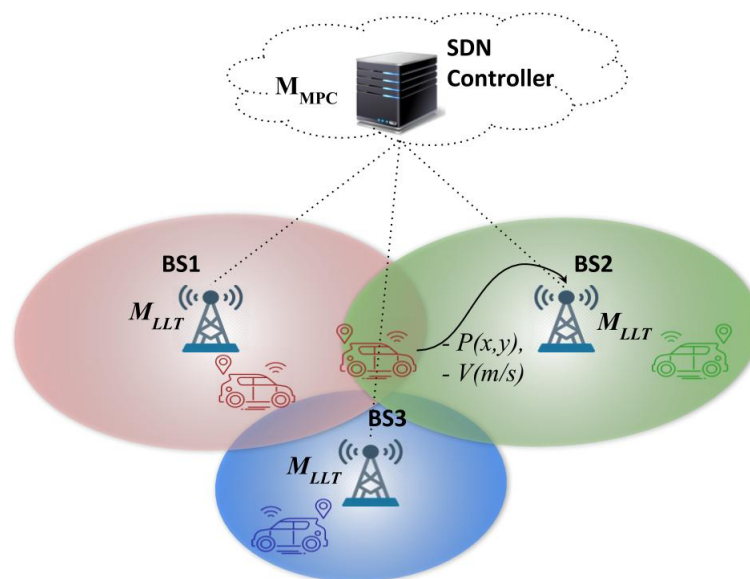 SDN
Controller
M_MPC
BS1
M_LLT
BS2
M_LLT
- P(x,y),
- V(m/s)
BS3
M_LLT